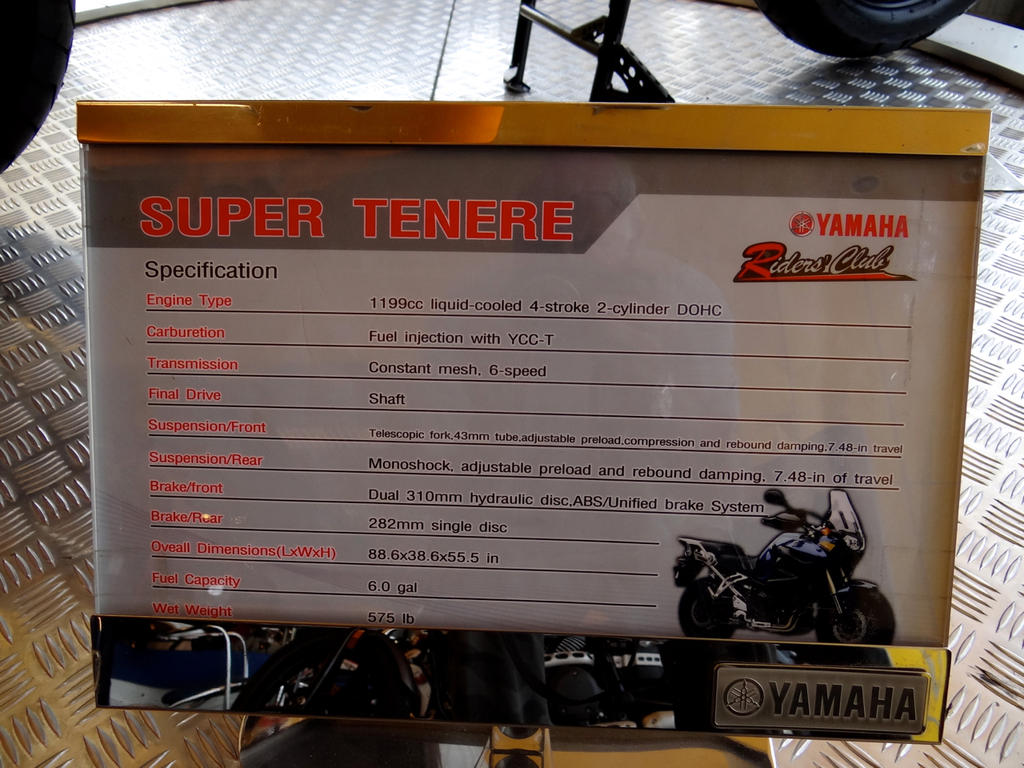 SUPER TENERE
YAMAHA
Riders' Club
Specification
Engine Type 1199cc liquid-cooled 4-stroke 2-cylinder DOHC
Carburetion Fuel injection with YCC-T
Transmission Constant mesh, 6-speed
Final Drive Shaft
Suspension/Front Telescopic fork,43mm tube,adjustable preload,compression and rebound damping,7.48-in travel
Suspension/Rear Monoshock, adjustable preload and rebound damping, 7.48-in of travel
Brake/front Dual 310mm hydraulic disc,ABS/Unified brake System
Brake/Rear 282mm single disc
Oveall Dimensions(LxWxH) 88.6x38.6x55.5 in
Fuel Capacity 6.0 gal
Wet Weight 575 lb
YAMAHA